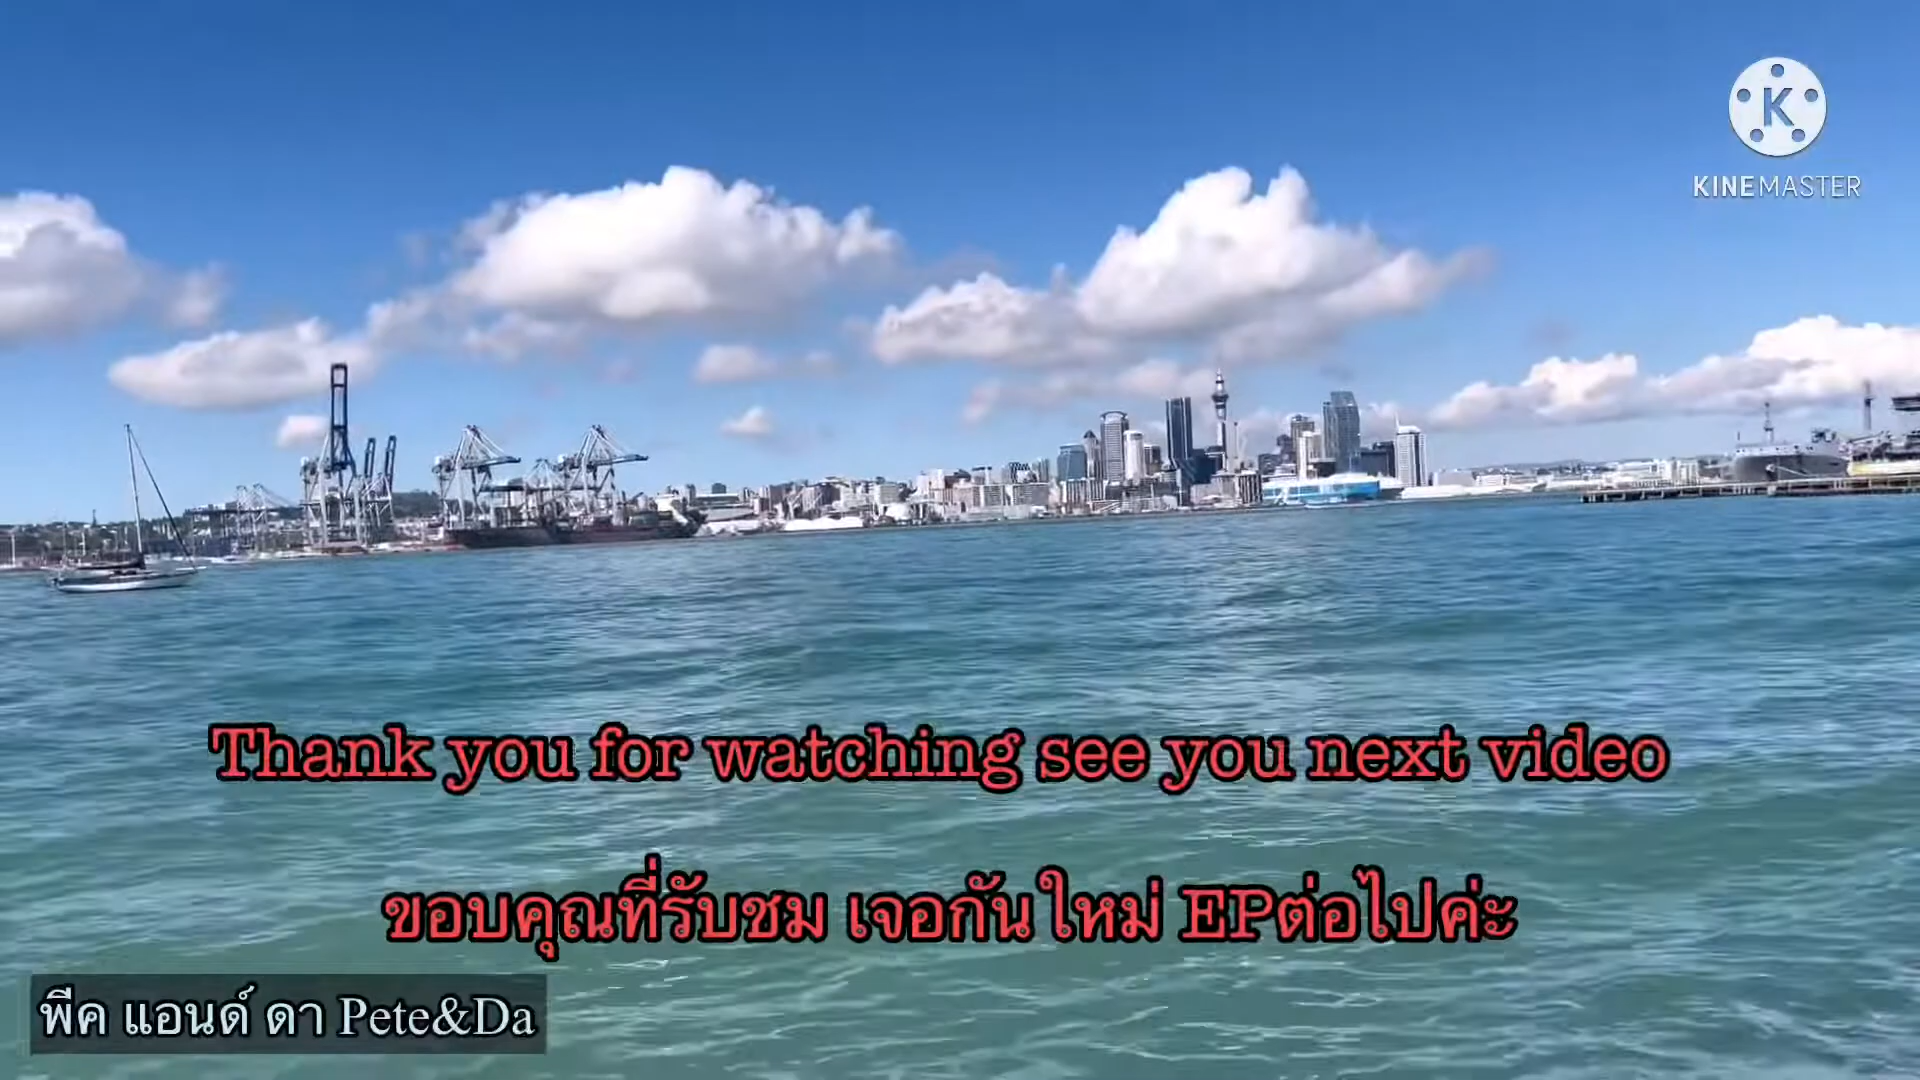 K
KINEMASTER
Thank you for watching see you next video
ขอบคุณที่รับชม เจอกันใหม่ EPต่อไปค่ะ
พีค แอนด์ ดา Pete&Da